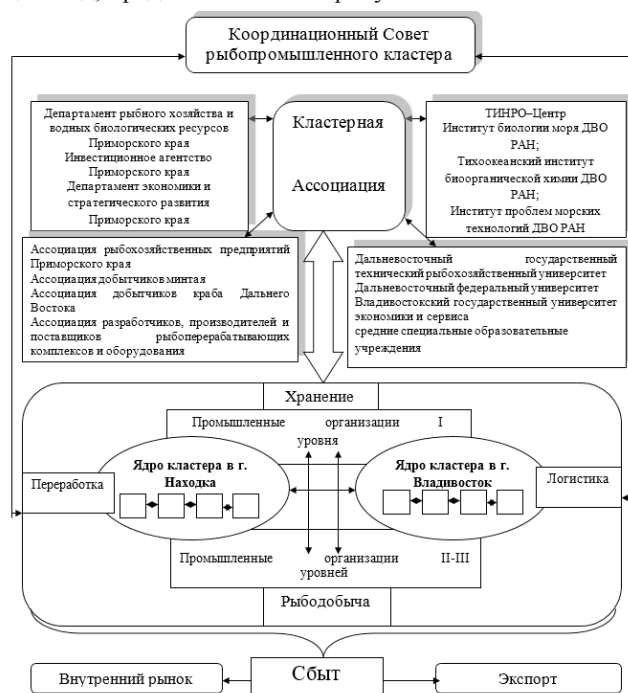 Координационный Совет
рыбопромышленного кластера
Департамент рыбного хозяйства и
водных биологических ресурсов
Приморского края
Инвестиционное агентство
Приморского края
Департамент экономики и
стратегического развития
Приморского края
Кластерная
Ассоциация
ТИНРО–Центр
Институт биологии моря ДВО
РАН;
Тихоокеанский институт
биоорганической химии ДВО
РАН;
Институт проблем морских
технологий ДВО РАН
Ассоциация рыбохозяйственных предприятий
Приморского края
Ассоциация добытчиков минтая
Ассоциация добытчиков краба Дальнего
Востока
Ассоциация разработчиков, производителей и
поставщиков рыбоперерабатывающих
комплексов и оборудования
Дальневосточный государственный
технический рыбохозяйственный университет
Дальневосточный федеральный университет
Владивостокский государственный университет
экономики и сервиса
средние специальные образовательные
учреждения
Хранение
Промышленные организации I
уровня
Переработка
Ядро кластера в г.
Находка
Ядро кластера в г.
Владивосток
Логистика
Промышленные организации II-III
уровней
Рыбодобыча
Внутренний рынок
Сбыт
Экспорт